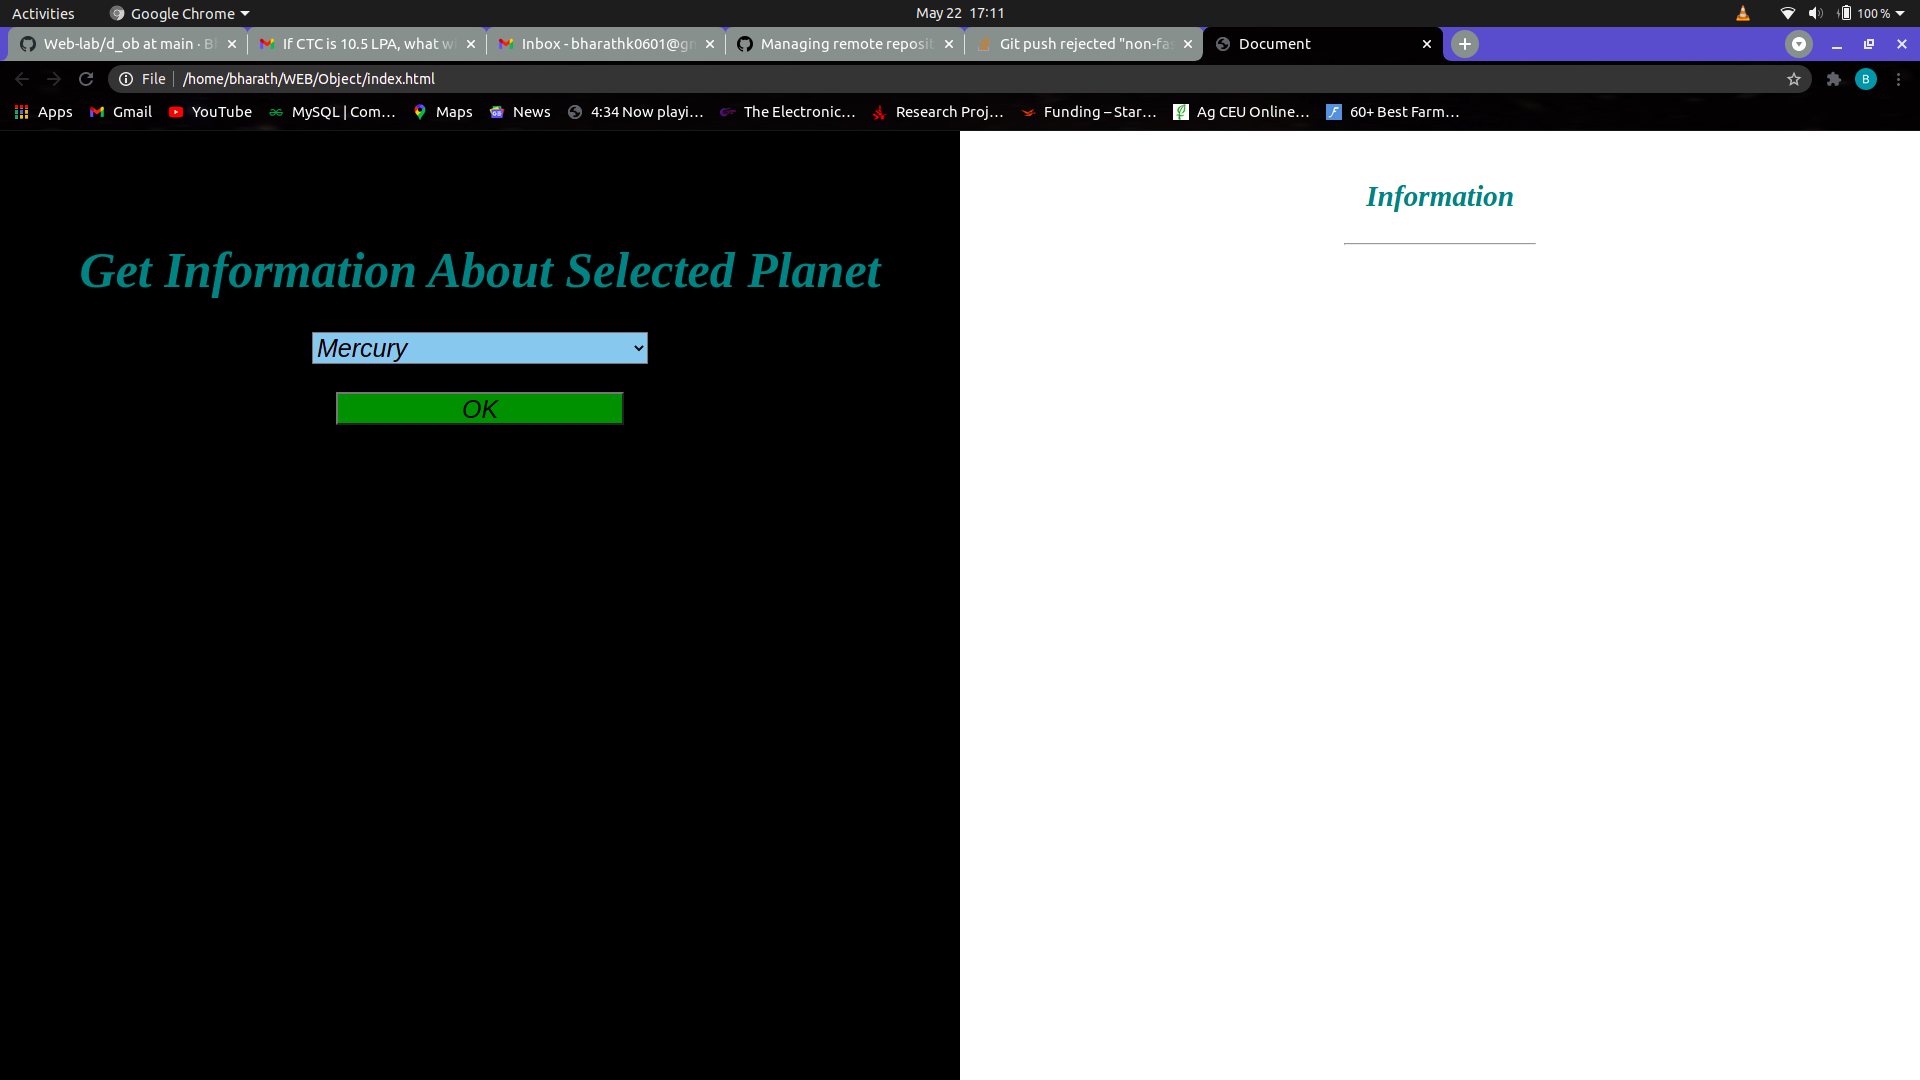 Activities Google Chrome May 22 17:11 100 %
Web-lab/d_ob at main · B If CTC is 10.5 LPA, what w Inbox - bharathk0601@g Managing remote reposit Git push rejected "non-fa Document
File /home/bharath/WEB/Object/index.html B
Apps Gmail YouTube MySQL | Com... Maps News 4:34 Now playi... The Electronic... Research Proj... Funding – Star... Ag CEU Online... 60+ Best Farm...
Get Information About Selected Planet
Mercury
OK
Information